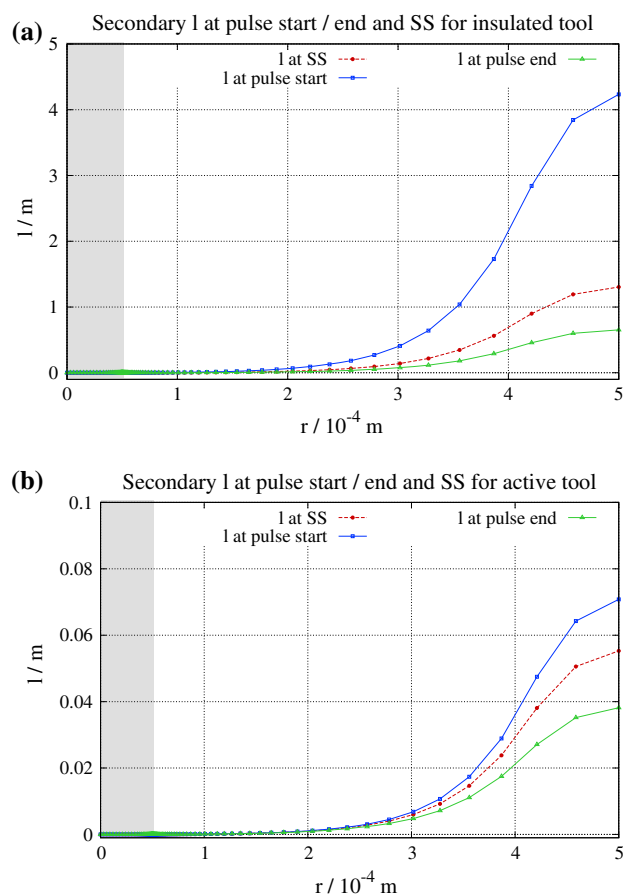 (a)
Secondary l at pulse start / end and SS for insulated tool
l at SS
l at pulse start
l at pulse end
5
4
3
2
1
0
l / m
0 1 2 3 4 5
r / 10⁻⁴ m
(b)
Secondary l at pulse start / end and SS for active tool
l at SS
l at pulse start
l at pulse end
0.1
0.08
0.06
0.04
0.02
0
l / m
0 1 2 3 4 5
r / 10⁻⁴ m